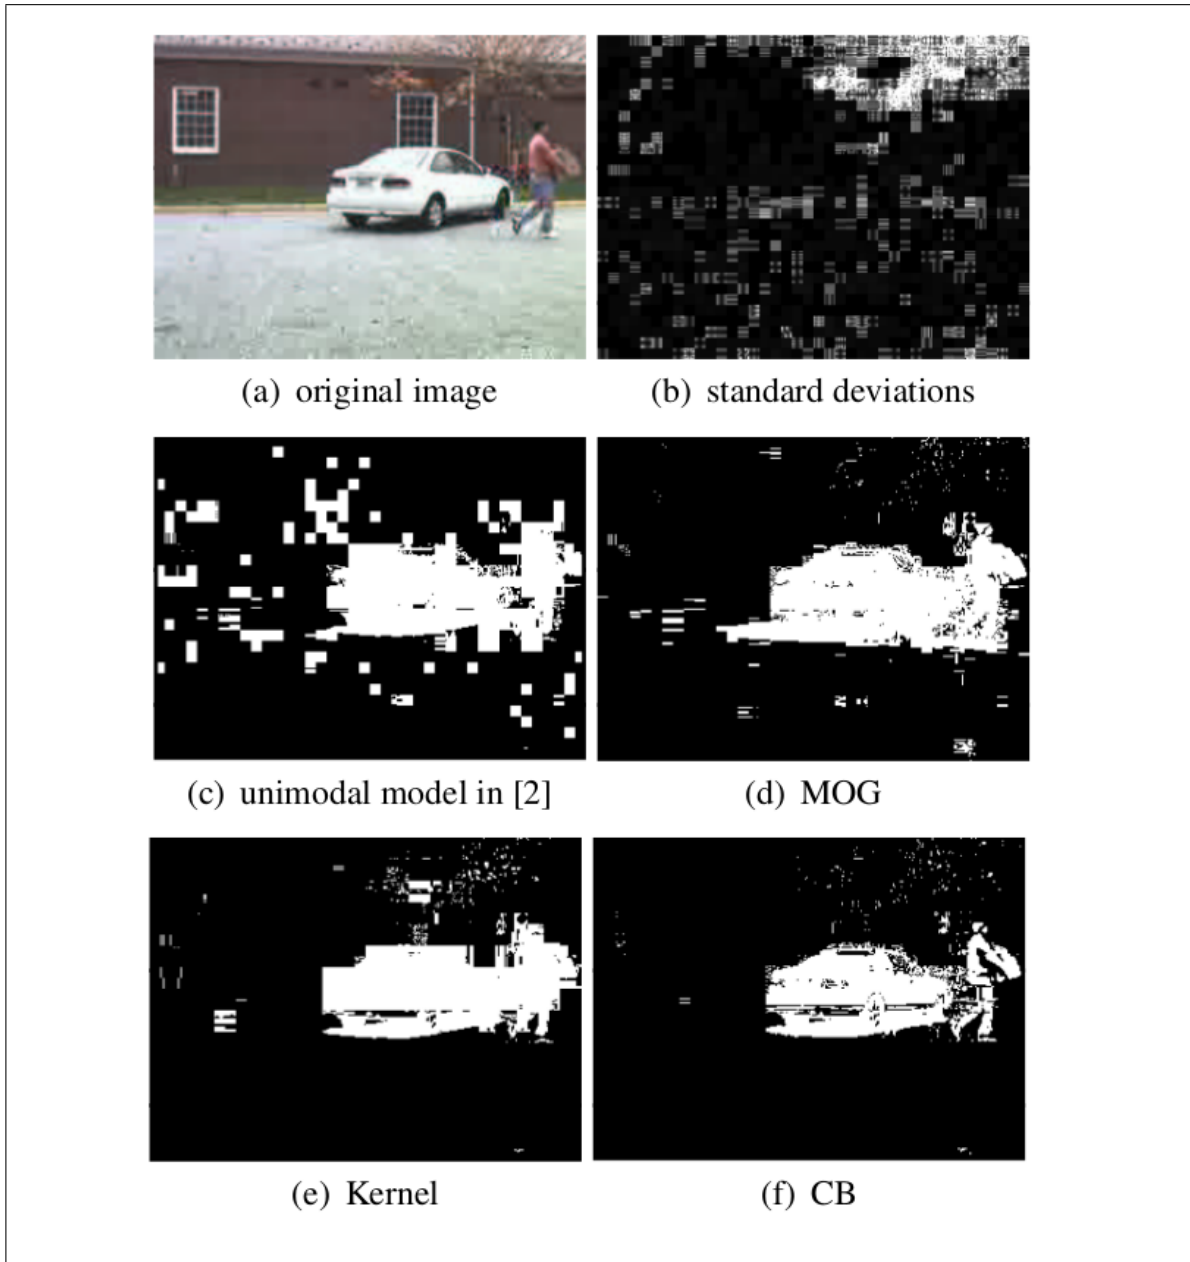 (a) original image
(b) standard deviations
(c) unimodal model in [2]
(d) MOG
(e) Kernel
(f) CB